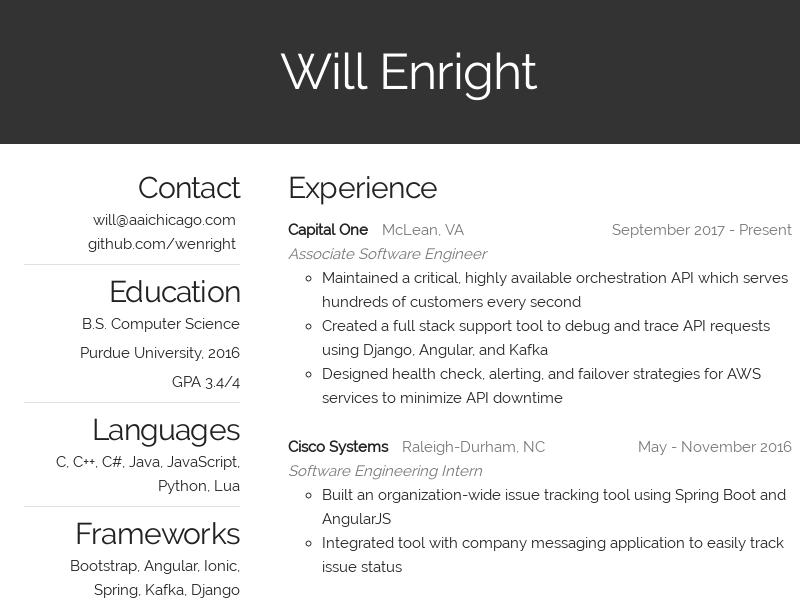 Will Enright
Contact
will@aaichicago.com
github.com/wenright
Education
B.S. Computer Science
Purdue University, 2016
GPA 3.4/4
Languages
C, C++, C#, Java, JavaScript,
Python, Lua
Frameworks
Bootstrap, Angular, Ionic,
Spring, Kafka, Django
Experience
Capital One McLean, VA September 2017 - Present
Associate Software Engineer
Maintained a critical, highly available orchestration API which serves
hundreds of customers every second
Created a full stack support tool to debug and trace API requests
using Django, Angular, and Kafka
Designed health check, alerting, and failover strategies for AWS
services to minimize API downtime
Cisco Systems Raleigh-Durham, NC May - November 2016
Software Engineering Intern
Built an organization-wide issue tracking tool using Spring Boot and
AngularJS
Integrated tool with company messaging application to easily track
issue status